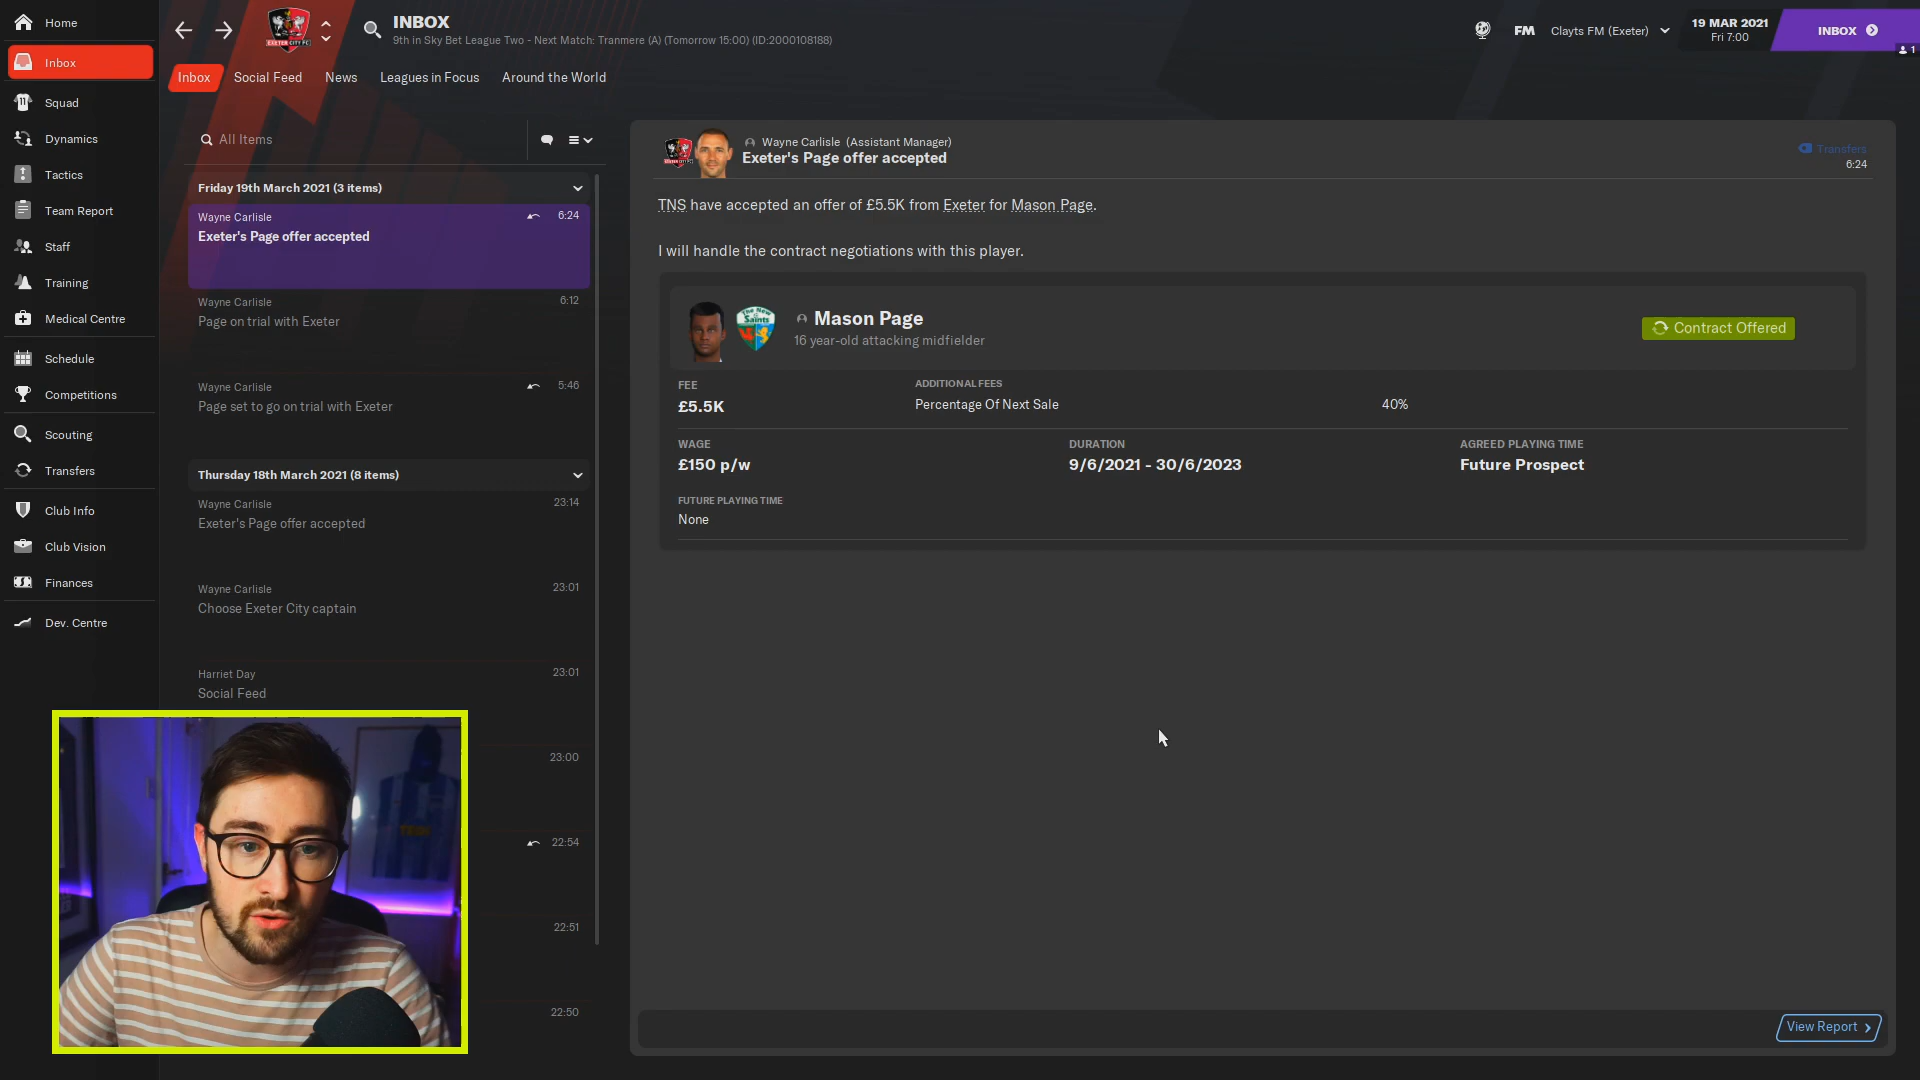 Home
Inbox
Squad
Dynamics
Tactics
Team Report
Staff
Training
Medical Centre
Schedule
Competitions
Scouting
Transfers
Club Info
Club Vision
Finances
Dev. Centre
EXETER CITY FC
INBOX
9th in Sky Bet League Two - Next Match: Tranmere (A) (Tomorrow 15:00) (ID:2000108188)
FM
Clayts FM (Exeter)
19 MAR 2021
Fri 7:00
INBOX
1
Inbox
Social Feed
News
Leagues in Focus
Around the World
All Items
Friday 19th March 2021 (3 items)
Wayne Carlisle
6:24
Exeter's Page offer accepted
Wayne Carlisle
6:12
Page on trial with Exeter
Wayne Carlisle
5:46
Page set to go on trial with Exeter
Thursday 18th March 2021 (8 items)
Wayne Carlisle
23:14
Exeter's Page offer accepted
Wayne Carlisle
23:01
Choose Exeter City captain
Harriet Day
23:01
Social Feed
23:00
22:54
22:51
22:50
Wayne Carlisle (Assistant Manager)
Exeter's Page offer accepted
Transfers
6:24
TNS have accepted an offer of £5.5K from Exeter for Mason Page.
I will handle the contract negotiations with this player.
The New Saints
Mason Page
16 year-old attacking midfielder
Contract Offered
FEE
£5.5K
ADDITIONAL FEES
Percentage Of Next Sale
40%
WAGE
£150 p/w
DURATION
9/6/2021 - 30/6/2023
AGREED PLAYING TIME
Future Prospect
FUTURE PLAYING TIME
None
View Report